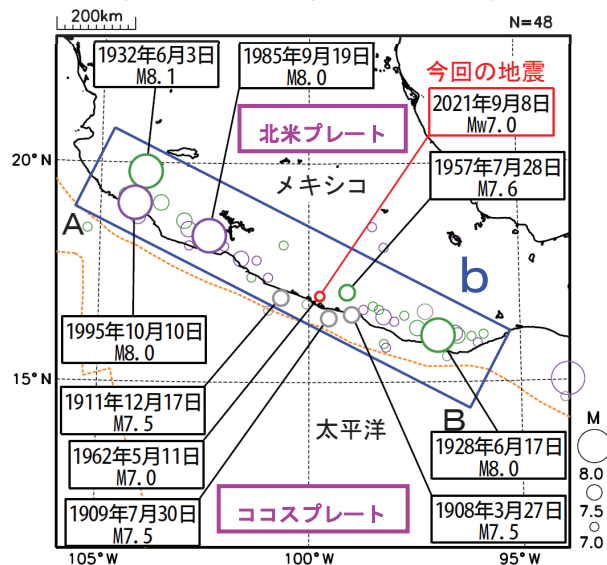 200km
N=48
1932年6月3日
M8.1
1985年9月19日
M8.0
今回の地震
2021年9月8日
Mw7.0
北米プレート
1957年7月28日
M7.6
20°N
メキシコ
A
b
1995年10月10日
M8.0
15°N
1911年12月17日
M7.5
B
太平洋
1928年6月17日
M8.0
1962年5月11日
M7.0
ココスプレート
1909年7月30日
M7.5
1908年3月27日
M7.5
M
8.0
7.5
7.0
105°W
100°W
95°W